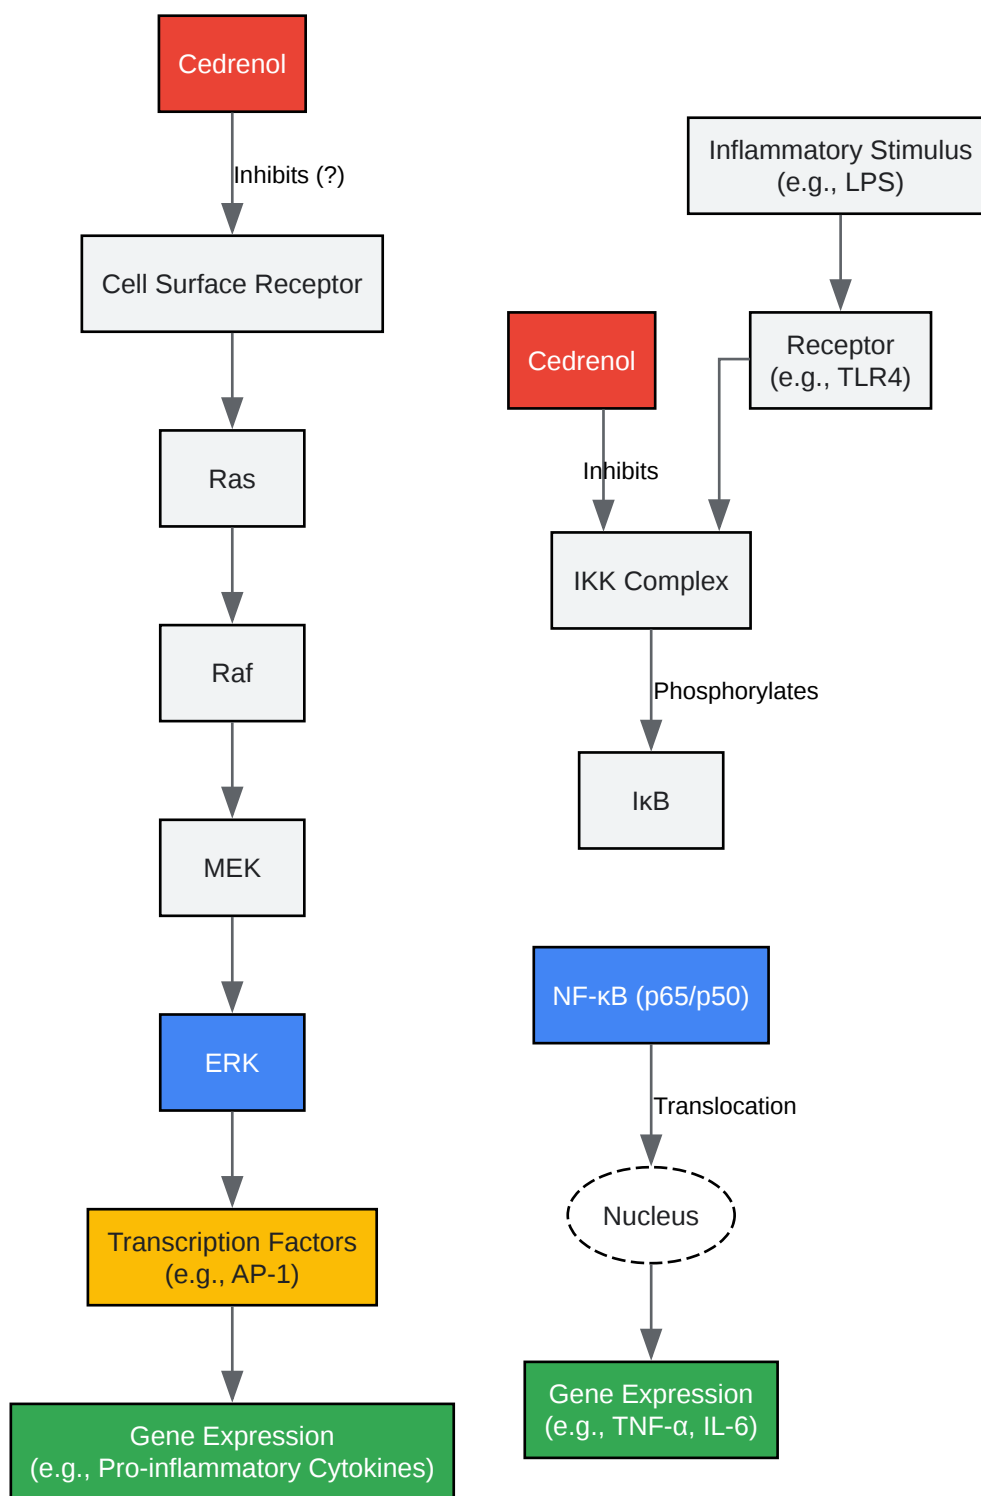 Cedrenol
Inhibits (?)
Cell Surface Receptor
Ras
Raf
MEK
ERK
Transcription Factors
(e.g., AP-1)
Gene Expression
(e.g., Pro-inflammatory Cytokines)
Inflammatory Stimulus
(e.g., LPS)
Receptor
(e.g., TLR4)
Cedrenol
Inhibits
IKK Complex
Phosphorylates
IκB
NF-κB (p65/p50)
Translocation
Nucleus
Gene Expression
(e.g., TNF-α, IL-6)